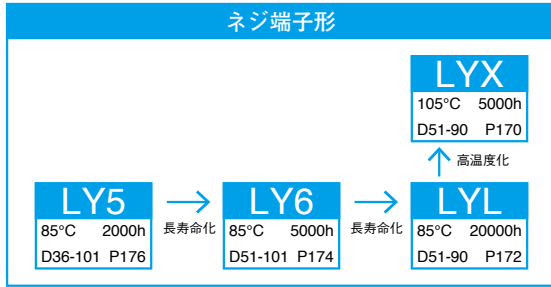 ネジ端子形
LYX
105°C 5000h
D51-90 P170
高温度化
LY5
85°C 2000h
D36-101 P176
長寿命化
LY6
85°C 5000h
D51-101 P174
長寿命化
LYL
85°C 20000h
D51-90 P172